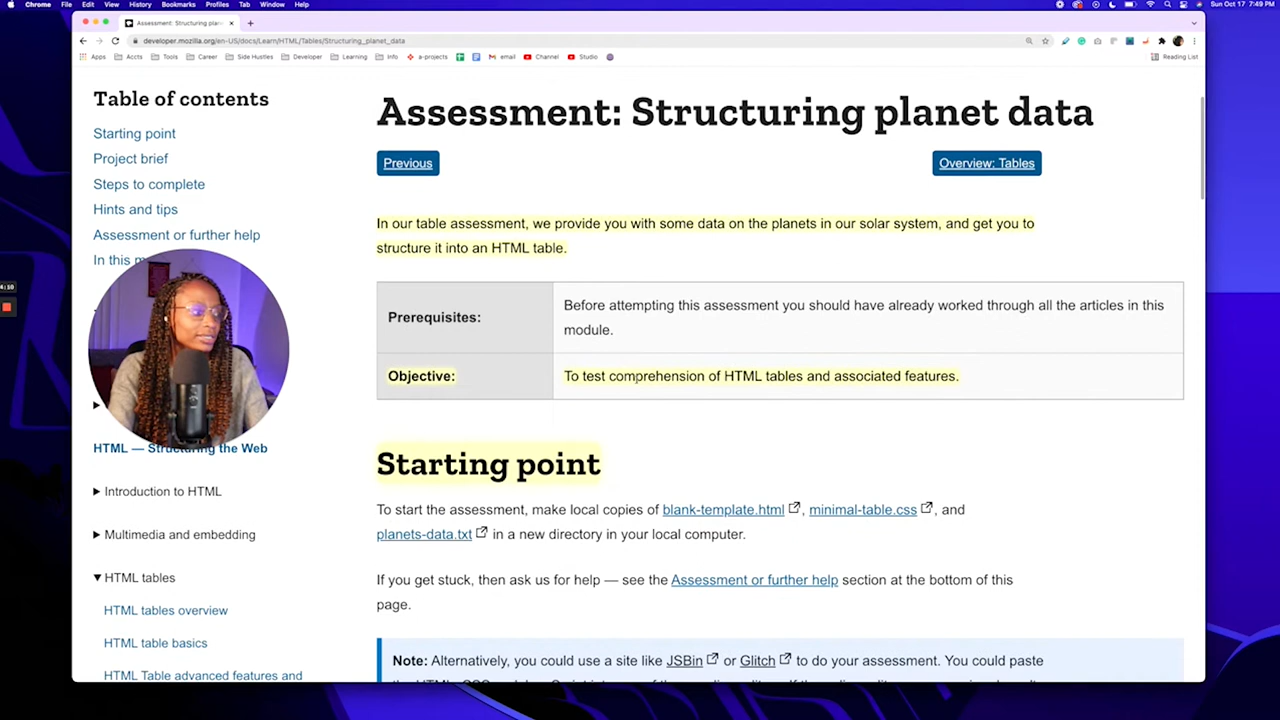 Chrome File Edit View History Bookmarks Profiles Tab Window Help
Sun Oct 17 7:49 PM
Assessment: Structuring plan
developer.mozilla.org/en-US/docs/Learn/HTML/Tables/Structuring_planet_data
Apps Accts Tools Career Side Hustles Developer Learning Info a-projects email Channel Studio Reading List
Table of contents
Starting point
Project brief
Steps to complete
Hints and tips
Assessment or further help
In this m
4:10
HTML — Structuring the Web
Introduction to HTML
Multimedia and embedding
HTML tables
HTML tables overview
HTML table basics
HTML Table advanced features and
Assessment: Structuring planet data
Previous
Overview: Tables
In our table assessment, we provide you with some data on the planets in our solar system, and get you to
structure it into an HTML table.
Prerequisites:
Before attempting this assessment you should have already worked through all the articles in this
module.
Objective:
To test comprehension of HTML tables and associated features.
Starting point
To start the assessment, make local copies of blank-template.html, minimal-table.css, and
planets-data.txt in a new directory in your local computer.
If you get stuck, then ask us for help — see the Assessment or further help section at the bottom of this
page.
Note: Alternatively, you could use a site like JSBin or Glitch to do your assessment. You could paste